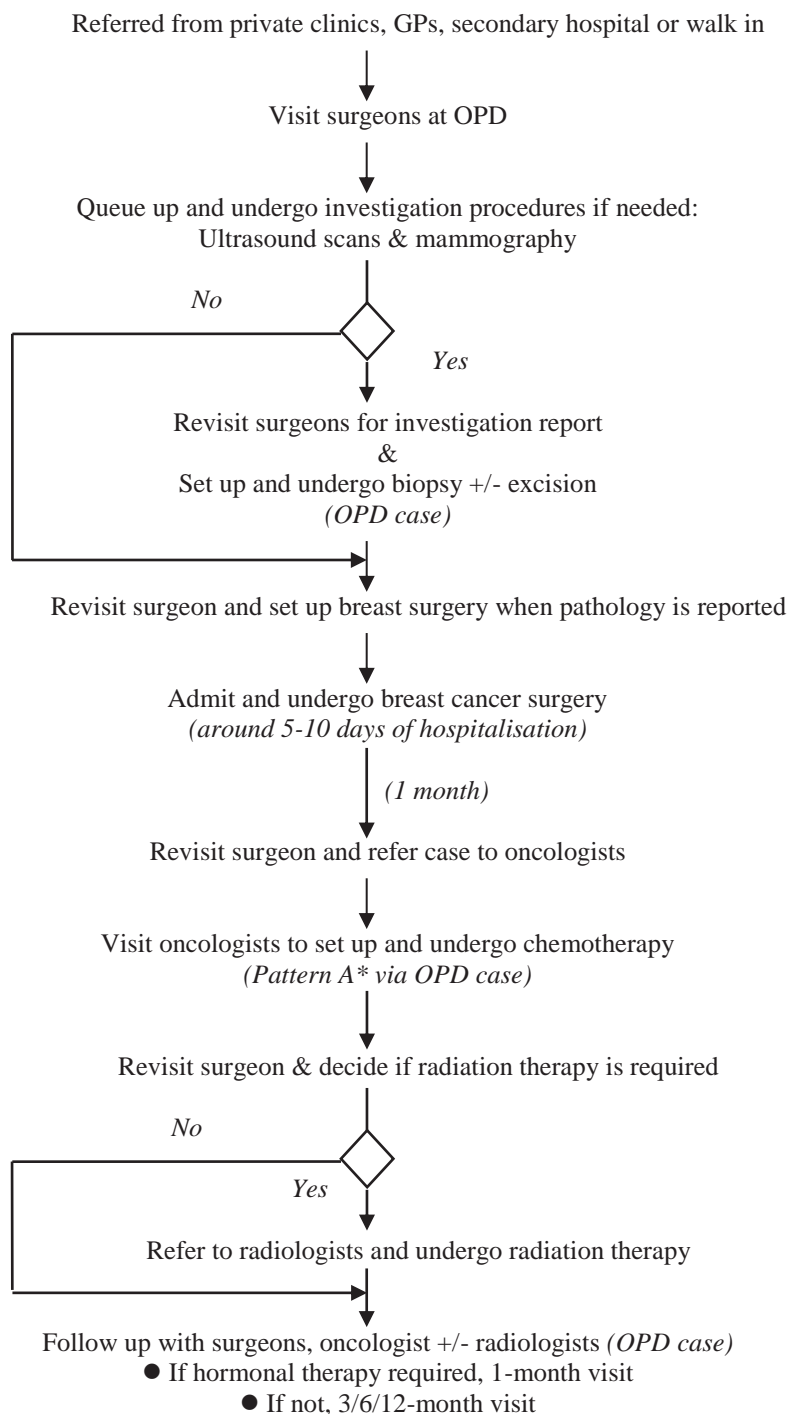 Referred from private clinics, GPs, secondary hospital or walk in
Visit surgeons at OPD
Queue up and undergo investigation procedures if needed:
Ultrasound scans & mammography
No
Yes
Revisit surgeons for investigation report
&
Set up and undergo biopsy +/- excision
(OPD case)
Revisit surgeon and set up breast surgery when pathology is reported
Admit and undergo breast cancer surgery
(around 5-10 days of hospitalisation)
(1 month)
Revisit surgeon and refer case to oncologists
Visit oncologists to set up and undergo chemotherapy
(Pattern A* via OPD case)
Revisit surgeon & decide if radiation therapy is required
No
Yes
Refer to radiologists and undergo radiation therapy
Follow up with surgeons, oncologist +/- radiologists (OPD case)
● If hormonal therapy required, 1-month visit
● If not, 3/6/12-month visit